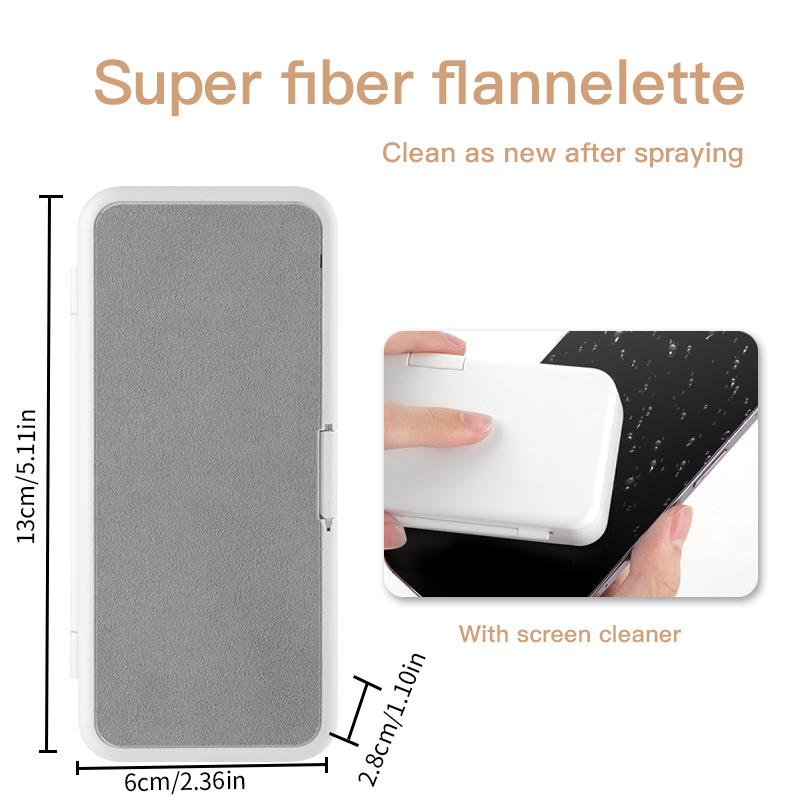 Super fiber flannelette
Clean as new after spraying
13cm/5.11in
With screen cleaner
2.8cm/1.10in
6cm/2.36in